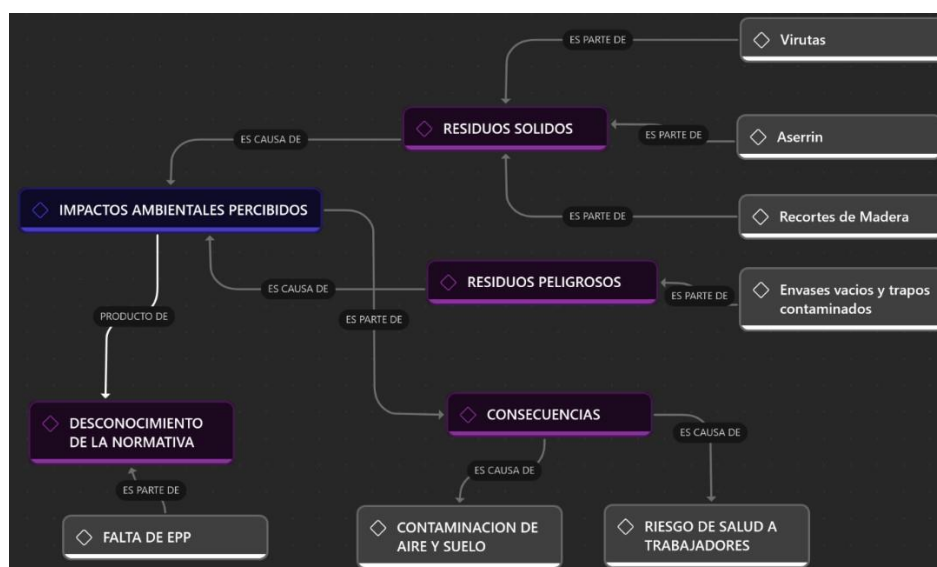 ES PARTE DE
Virutas
RESIDUOS SOLIDOS
ES CAUSA DE
ES PARTE DE
Aserrin
IMPACTOS AMBIENTALES PERCIBIDOS
ES PARTE DE
Recortes de Madera
RESIDUOS PELIGROSOS
ES CAUSA DE
ES PARTE DE
Envases vacios y trapos
contaminados
PRODUCTO DE
ES PARTE DE
DESCONOCIMIENTO
DE LA NORMATIVA
CONSECUENCIAS
ES CAUSA DE
ES CAUSA DE
ES PARTE DE
FALTA DE EPP
CONTAMINACION DE
AIRE Y SUELO
RIESGO DE SALUD A
TRABAJADORES